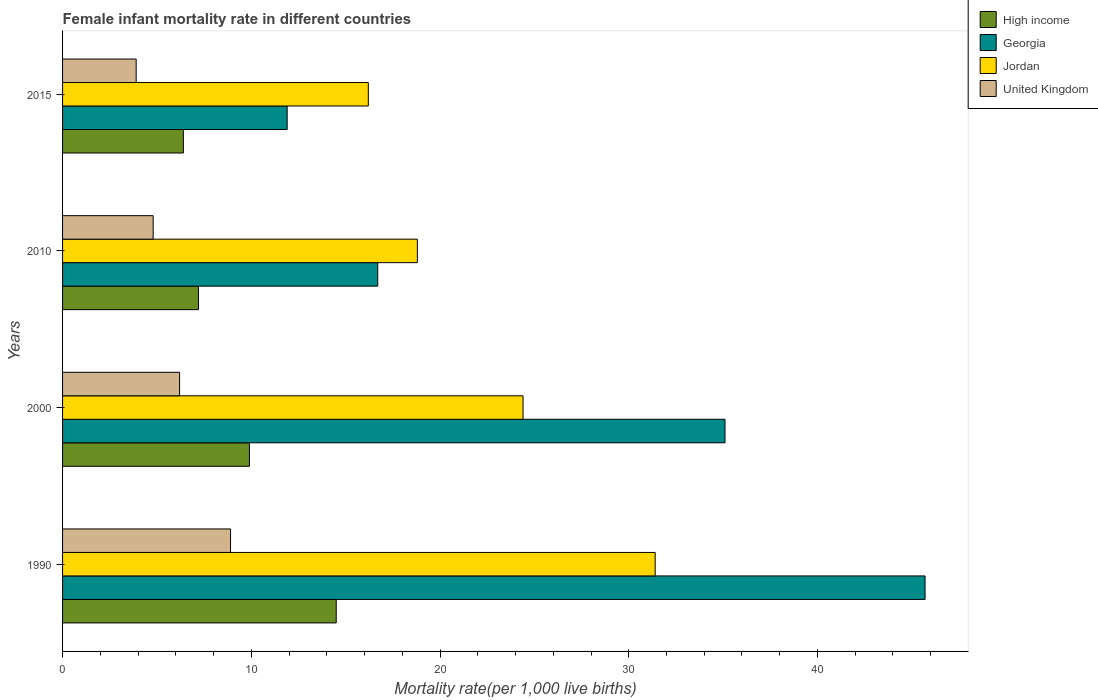 Female infant mortality rate in different countries
High income
Georgia
Jordan
United Kingdom
2015
2010
2000
1990
Years
0
10
20
30
40
Mortality rate(per 1,000 live births)